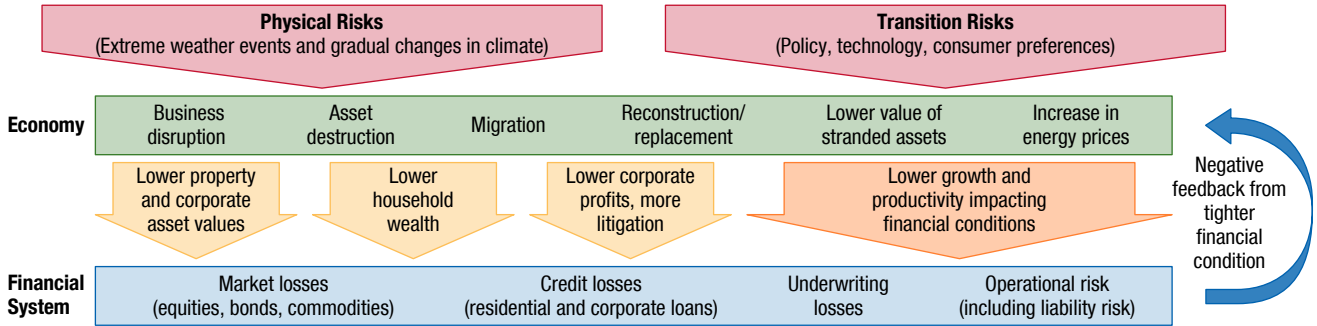 Physical Risks
(Extreme weather events and gradual changes in climate)
Transition Risks
(Policy, technology, consumer preferences)
Economy
Business
disruption
Asset
destruction
Migration
Reconstruction/
replacement
Lower value of
stranded assets
Increase in
energy prices
Lower property
and corporate
asset values
Lower
household
wealth
Lower corporate
profits, more
litigation
Lower growth and
productivity impacting
financial conditions
Negative
feedback from
tighter
financial
condition
Financial
System
Market losses
(equities, bonds, commodities)
Credit losses
(residential and corporate loans)
Underwriting
losses
Operational risk
(including liability risk)